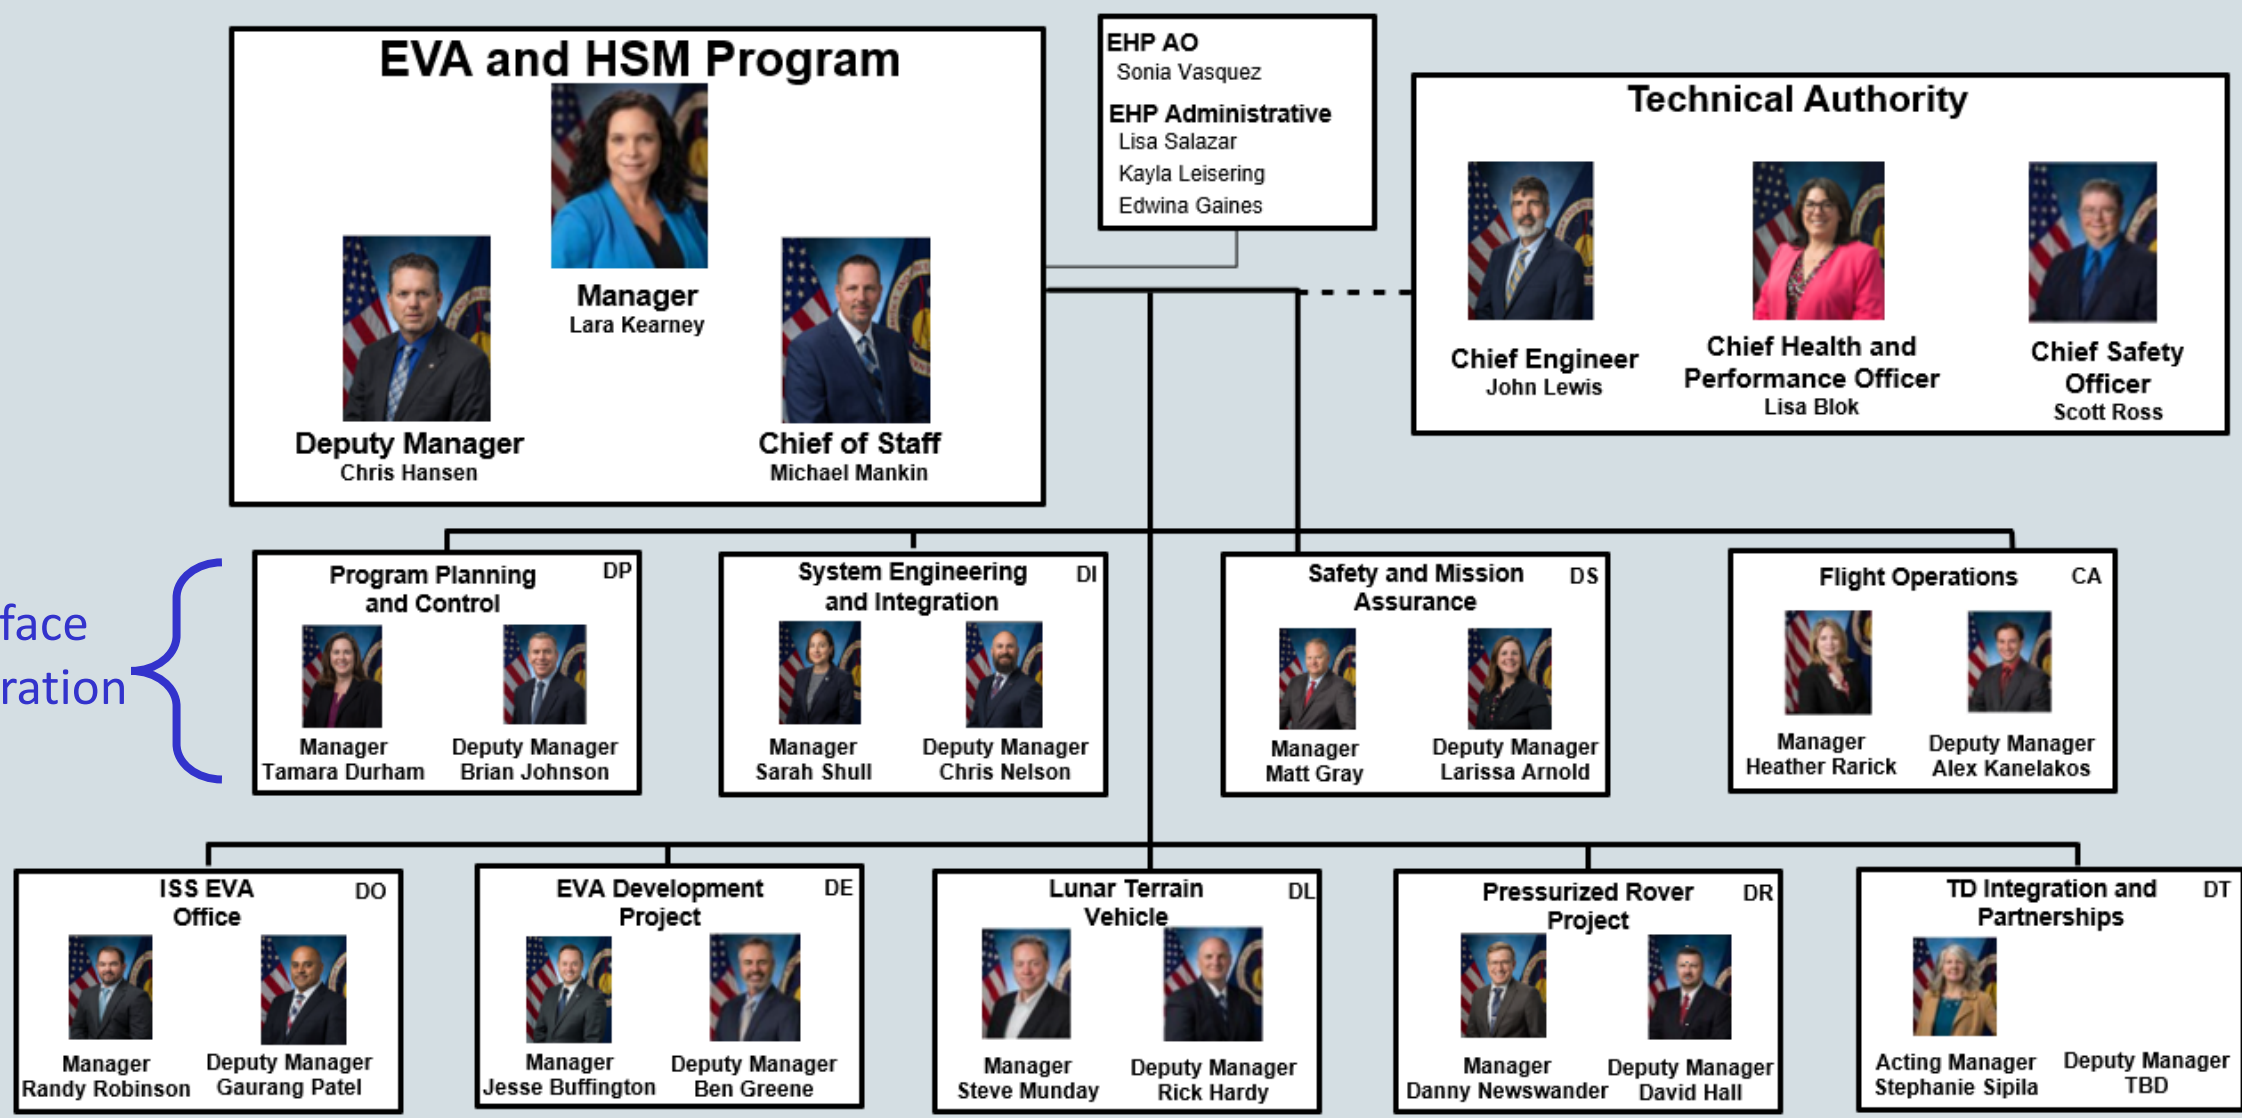 EVA and HSM Program
Manager
Lara Kearney
Deputy Manager
Chris Hansen
Chief of Staff
Michael Mankin
EHP AO
Sonia Vasquez
EHP Administrative
Lisa Salazar
Kayla Leisering
Edwina Gaines
Technical Authority
Chief Engineer
John Lewis
Chief Health and
Performance Officer
Lisa Blok
Chief Safety
Officer
Scott Ross
face
ration
Program Planning
and Control
DP
Manager
Tamara Durham
Deputy Manager
Brian Johnson
System Engineering
and Integration
DI
Manager
Sarah Shull
Deputy Manager
Chris Nelson
Safety and Mission
Assurance
DS
Manager
Matt Gray
Deputy Manager
Larissa Arnold
Flight Operations
CA
Manager
Heather Rarick
Deputy Manager
Alex Kanelakos
ISS EVA
Office
DO
Manager
Randy Robinson
Deputy Manager
Gaurang Patel
EVA Development
Project
DE
Manager
Jesse Buffington
Deputy Manager
Ben Greene
Lunar Terrain
Vehicle
DL
Manager
Steve Munday
Deputy Manager
Rick Hardy
Pressurized Rover
Project
DR
Manager
Danny Newswander
Deputy Manager
David Hall
TD Integration and
Partnerships
DT
Acting Manager
Stephanie Sipila
Deputy Manager
TBD